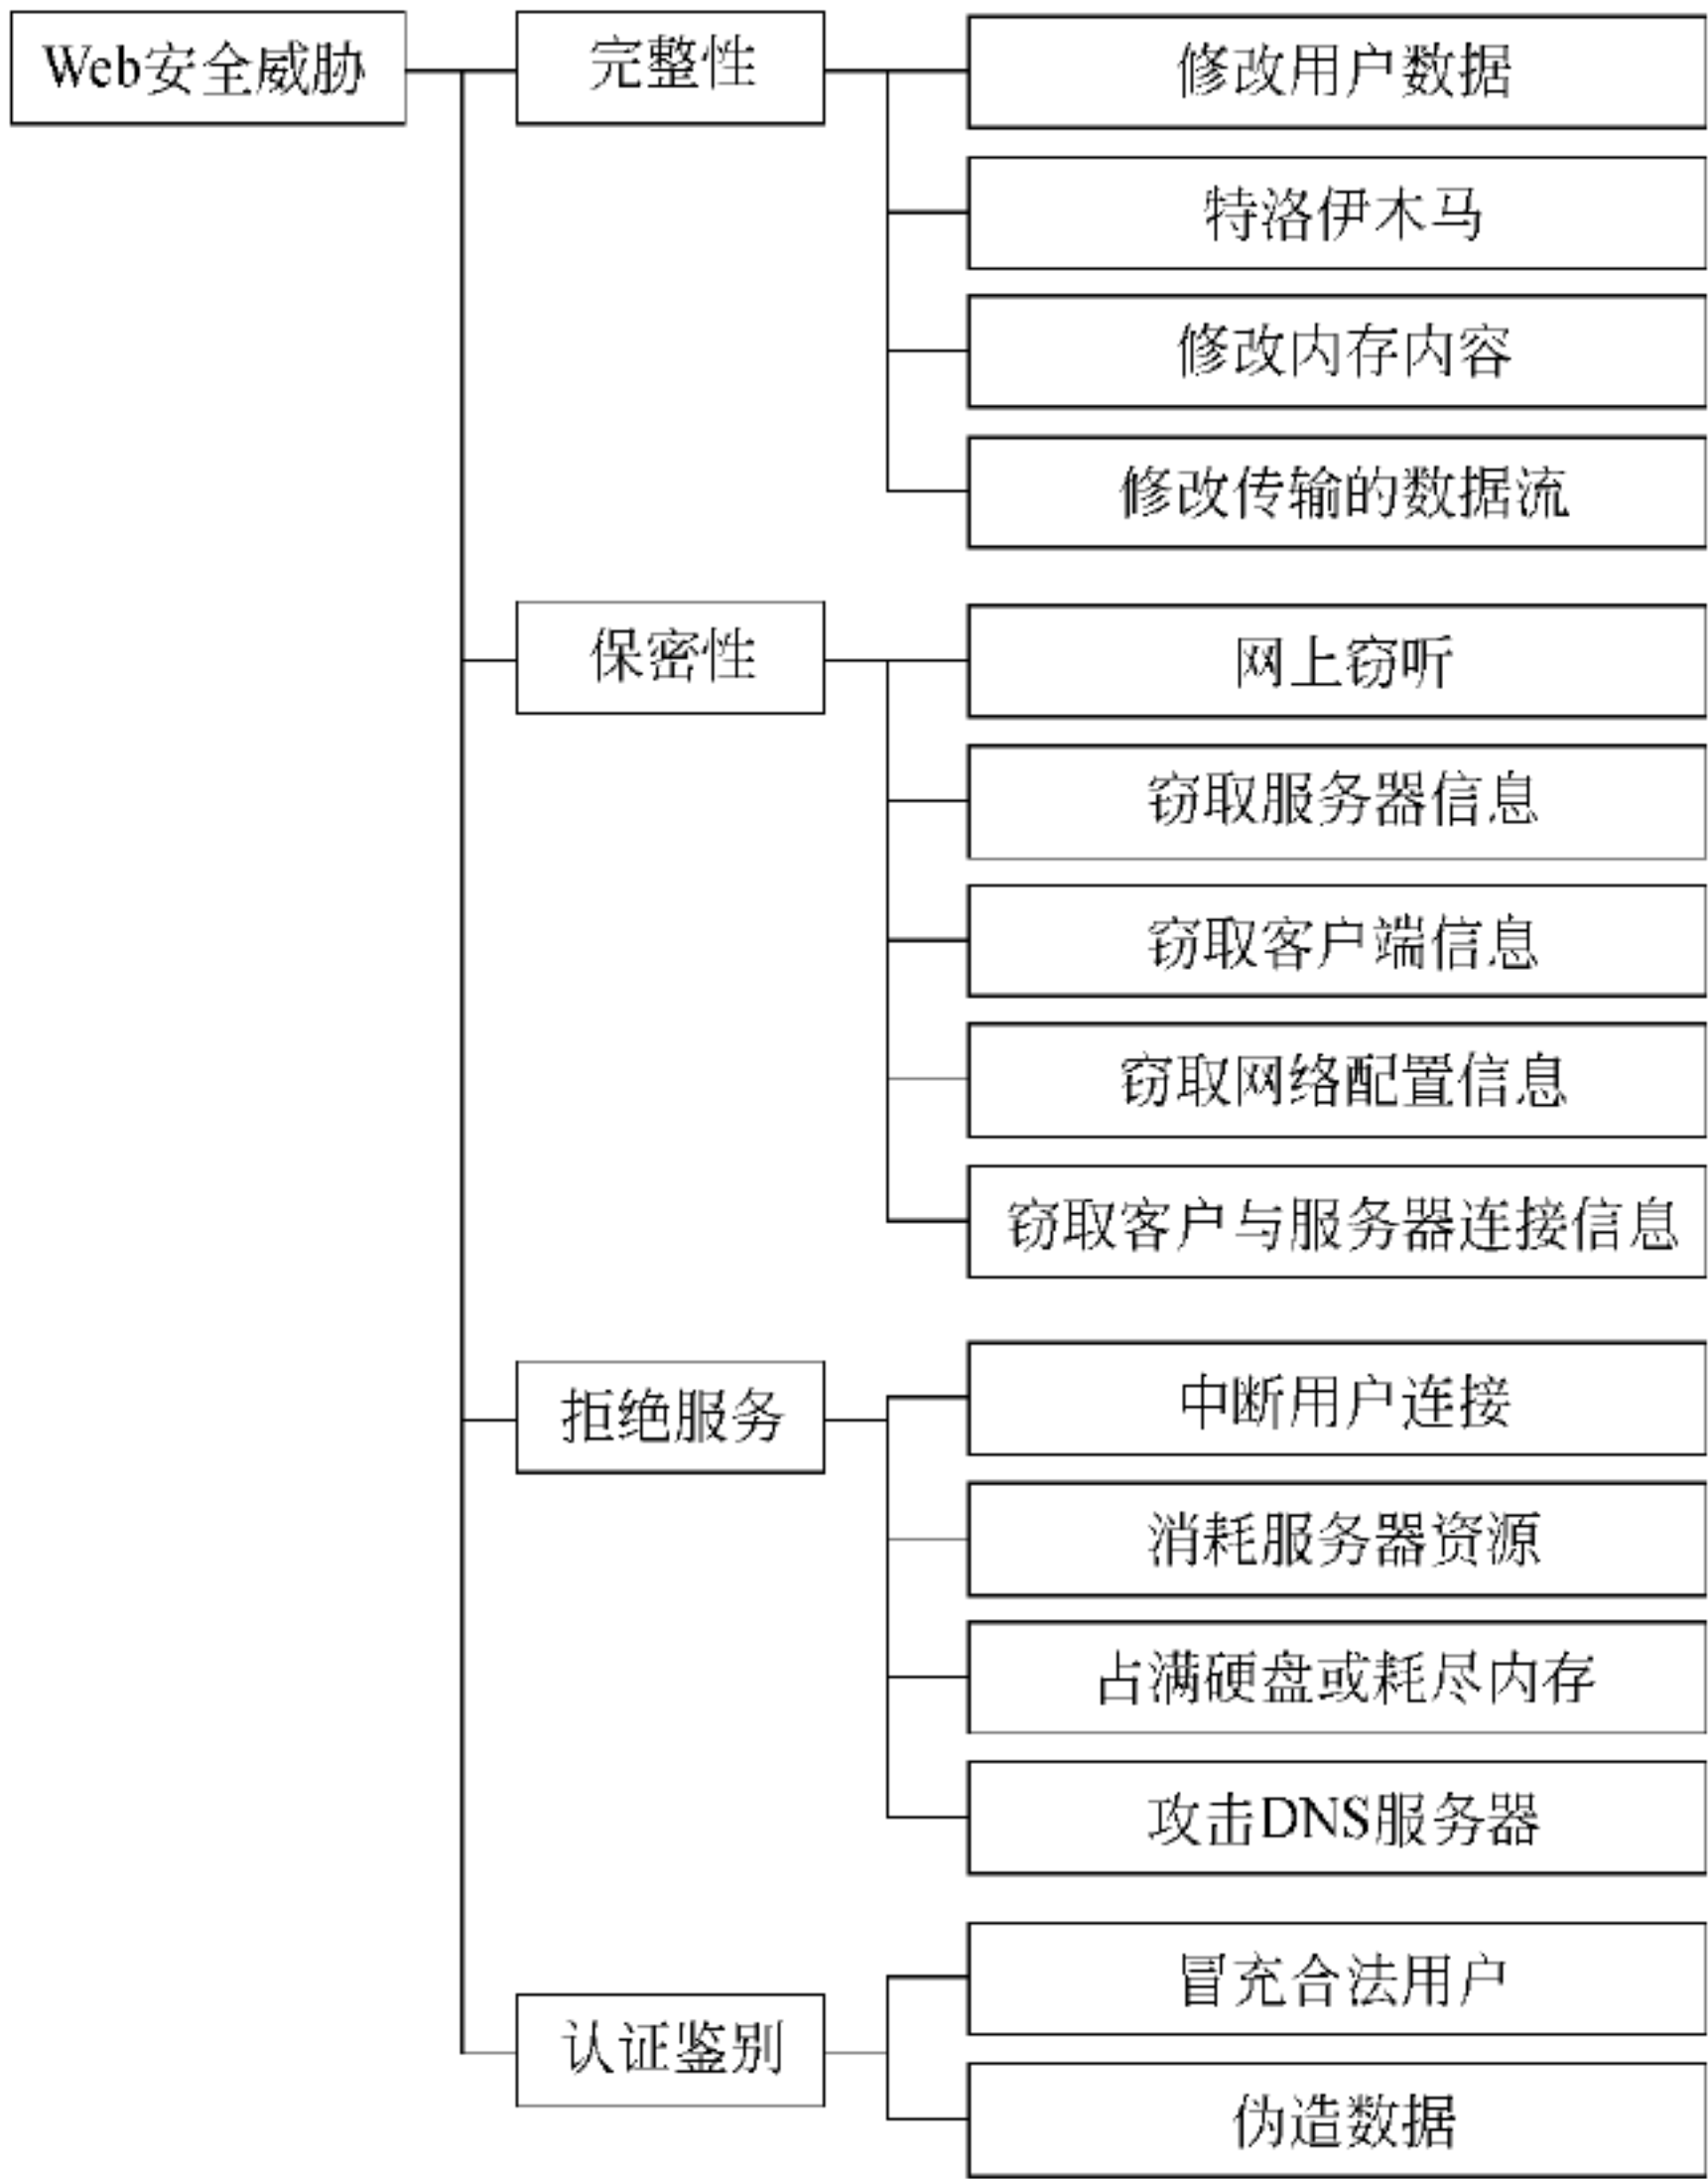 Web安全威胁
完整性
修改用户数据
特洛伊木马
修改内存内容
修改传输的数据流
保密性
网上窃听
窃取服务器信息
窃取客户端信息
窃取网络配置信息
窃取客户与服务器连接信息
拒绝服务
中断用户连接
消耗服务器资源
占满硬盘或耗尽内存
攻击DNS服务器
认证鉴别
冒充合法用户
伪造数据